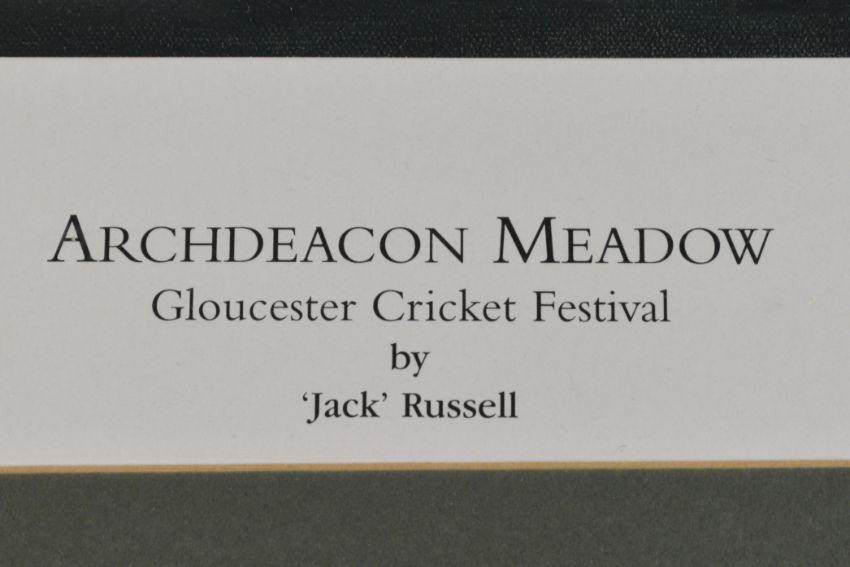 Archdeacon Meadow
Gloucester Cricket Festival
by
‘Jack’ Russell